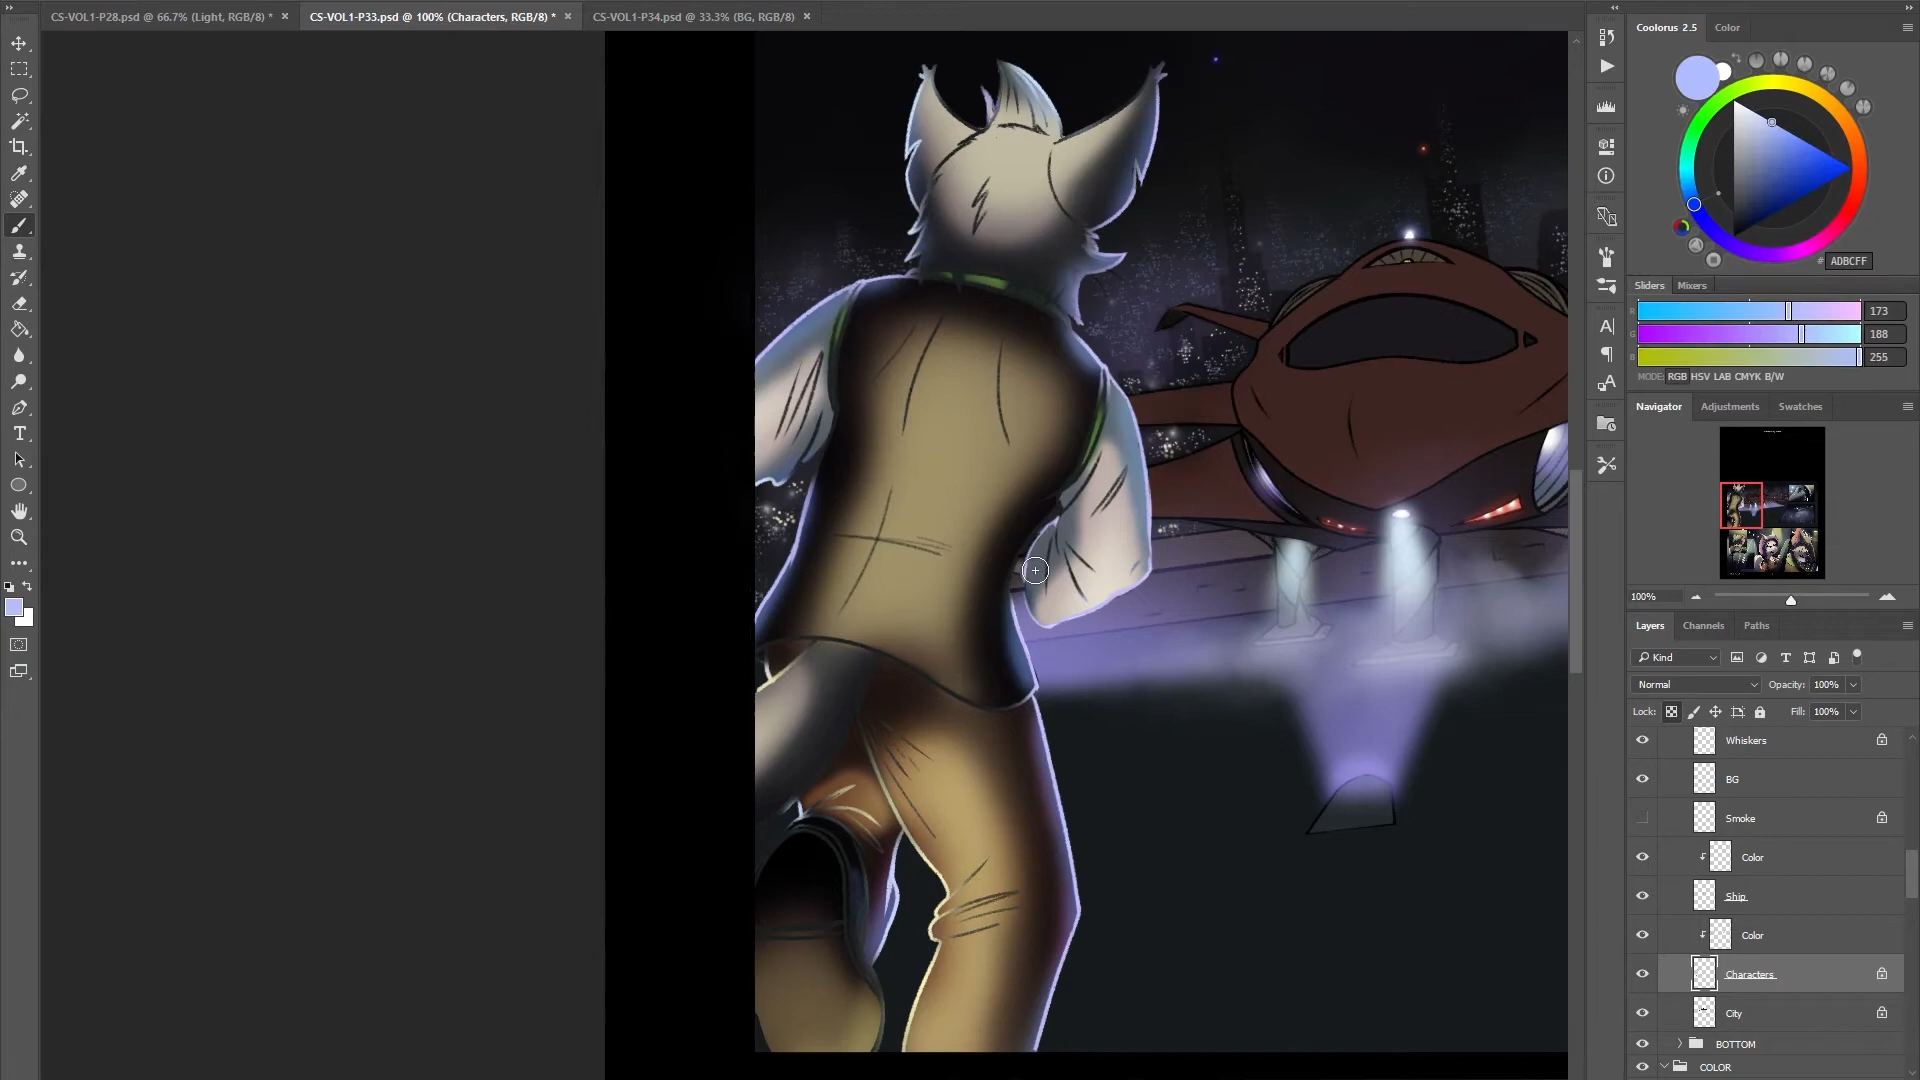 CS-VOL1-P28.psd @ 66.7% (Light, RGB/8) *
CS-VOL1-P33.psd @ 100% (Characters, RGB/8) *
CS-VOL1-P34.psd @ 33.3% (BG, RGB/8)
Coolorus 2.5
Color
# ADBCFF
Sliders
Mixers
R
173
G
188
B
255
MODE: RGB HSV LAB CMYK B/W
Navigator
Adjustments
Swatches
100%
Layers
Channels
Paths
Kind
Normal
Opacity: 100%
Lock:
Fill: 100%
Whiskers
BG
Smoke
Color
Ship
Color
Characters
City
BOTTOM
COLOR